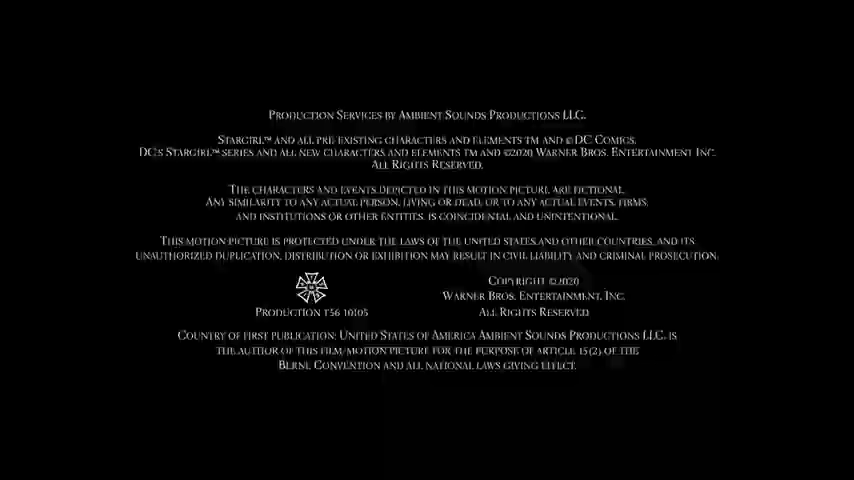 PRODUCTION SERVICES BY AMBIENT SOUNDS PRODUCTIONS LLC.
STARGIRL™ AND ALL PRE-EXISTING CHARACTERS AND ELEMENTS TM AND © DC COMICS.
DC'S STARGIRL™ SERIES AND ALL NEW CHARACTERS AND ELEMENTS TM AND ©2020 WARNER BROS. ENTERTAINMENT INC.
ALL RIGHTS RESERVED.
THE CHARACTERS AND EVENTS DEPICTED IN THIS MOTION PICTURE ARE FICTIONAL.
ANY SIMILARITY TO ANY ACTUAL PERSON, LIVING OR DEAD, OR TO ANY ACTUAL EVENTS, FIRMS,
AND INSTITUTIONS OR OTHER ENTITIES, IS COINCIDENTAL AND UNINTENTIONAL.
THIS MOTION PICTURE IS PROTECTED UNDER THE LAWS OF THE UNITED STATES AND OTHER COUNTRIES, AND ITS
UNAUTHORIZED DUPLICATION, DISTRIBUTION OR EXHIBITION MAY RESULT IN CIVIL LIABILITY AND CRIMINAL PROSECUTION.
PRODUCTION T56 10105
COPYRIGHT ©2020
WARNER BROS. ENTERTAINMENT, INC.
ALL RIGHTS RESERVED
COUNTRY OF FIRST PUBLICATION: UNITED STATES OF AMERICA AMBIENT SOUNDS PRODUCTIONS LLC. IS
THE AUTHOR OF THIS FILM/MOTION PICTURE FOR THE PURPOSE OF ARTICLE 15(2) OF THE
BERNE CONVENTION AND ALL NATIONAL LAWS GIVING EFFECT.